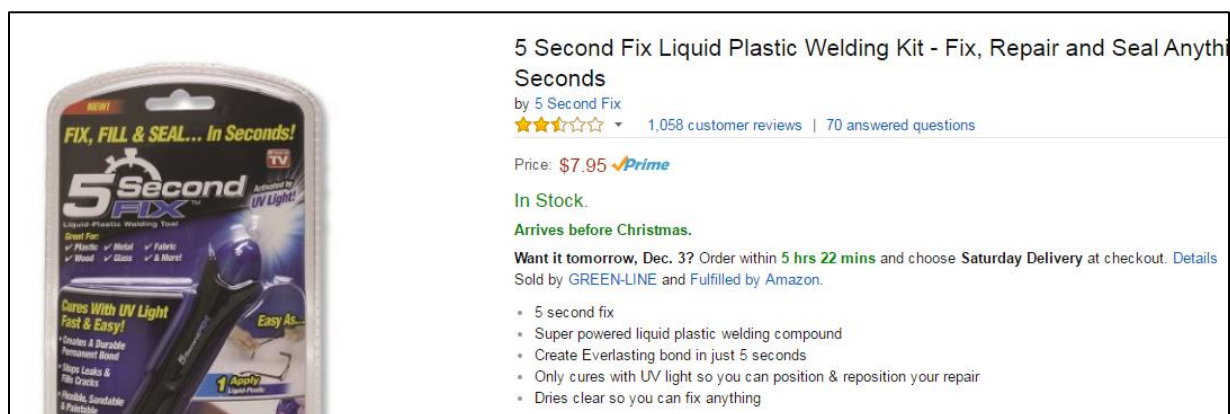 NEW!
FIX, FILL & SEAL... In Seconds!
As Seen On TV
5 Second
FIX™
Activated by
UV Light!
Liquid-Plastic Welding Tool
Great For:
✓ Plastic ✓ Metal ✓ Fabric
✓ Wood ✓ Glass ✓ & More!
Cures With UV Light
Fast & Easy!
• Creates A Durable
Permanent Bond
• Stops Leaks &
Fills Cracks
• Flexible, Sandable
& Paintable
5 Second FIX
Easy As...
1 Apply
Liquid-Plastic
5 Second Fix Liquid Plastic Welding Kit - Fix, Repair and Seal Anythi
Seconds
by 5 Second Fix
1,058 customer reviews | 70 answered questions
Price: $7.95 Prime
In Stock.
Arrives before Christmas.
Want it tomorrow, Dec. 3? Order within 5 hrs 22 mins and choose Saturday Delivery at checkout. Details
Sold by GREEN-LINE and Fulfilled by Amazon.
• 5 second fix
• Super powered liquid plastic welding compound
• Create Everlasting bond in just 5 seconds
• Only cures with UV light so you can position & reposition your repair
• Dries clear so you can fix anything